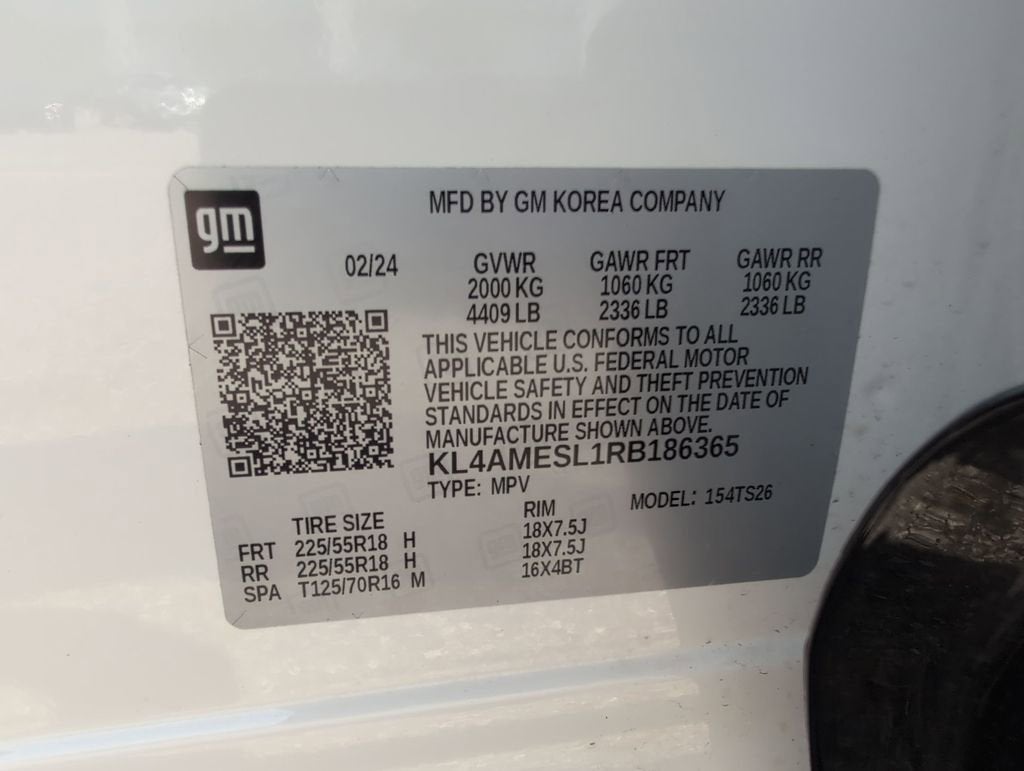 gm
MFD BY GM KOREA COMPANY
02/24
GVWR GAWR FRT GAWR RR
2000 KG 1060 KG 1060 KG
4409 LB 2336 LB 2336 LB
THIS VEHICLE CONFORMS TO ALL
APPLICABLE U.S. FEDERAL MOTOR
VEHICLE SAFETY AND THEFT PREVENTION
STANDARDS IN EFFECT ON THE DATE OF
MANUFACTURE SHOWN ABOVE.
KL4AMESL1RB186365
TYPE: MPV MODEL: 154TS26
TIRE SIZE RIM
FRT 225/55R18 H 18X7.5J
RR 225/55R18 H 18X7.5J
SPA T125/70R16 M 16X4BT